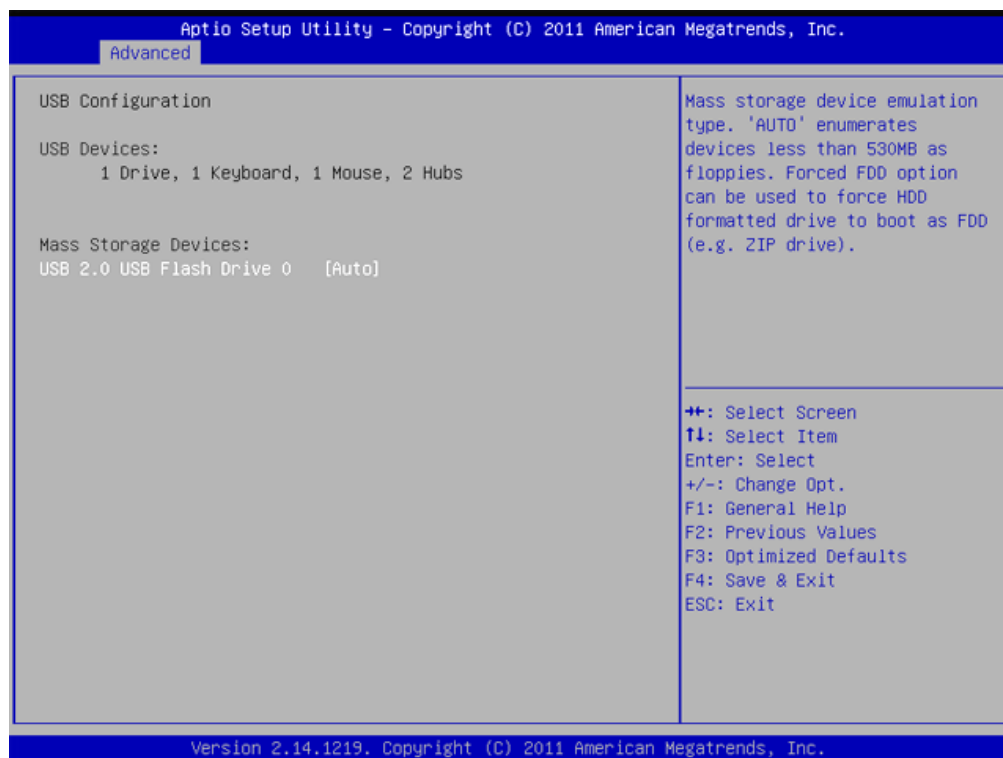 Aptio Setup Utility – Copyright (C) 2011 American Megatrends, Inc.
Advanced
USB Configuration
USB Devices:
1 Drive, 1 Keyboard, 1 Mouse, 2 Hubs
Mass Storage Devices:
USB 2.0 USB Flash Drive 0 [Auto]
Mass storage device emulation
type. 'AUTO' enumerates
devices less than 530MB as
floppies. Forced FDD option
can be used to force HDD
formatted drive to boot as FDD
(e.g. ZIP drive).
→←: Select Screen
↑↓: Select Item
Enter: Select
+/-: Change Opt.
F1: General Help
F2: Previous Values
F3: Optimized Defaults
F4: Save & Exit
ESC: Exit
Version 2.14.1219. Copyright (C) 2011 American Megatrends, Inc.